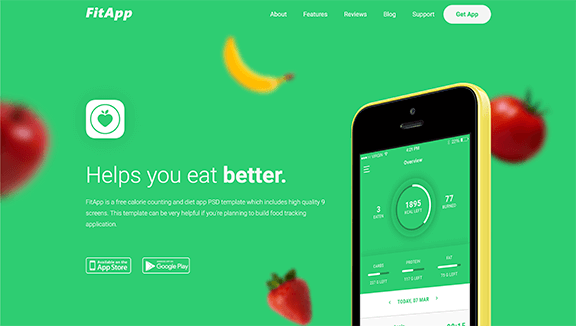 FitApp
About Features Reviews Blog Support Get App
Helps you eat better.
FitApp is a free calorie counting and diet app PSD template which includes high quality 9
screens. This template can be very helpful if you're planning to build food tracking
application
Available on the
App Store
Google Play
4:01 PM
Overview
3
EATEN
1895
KCAL LEFT
77
BURNED
CARBS PROTEIN FAT
TODAY, 07 MAR